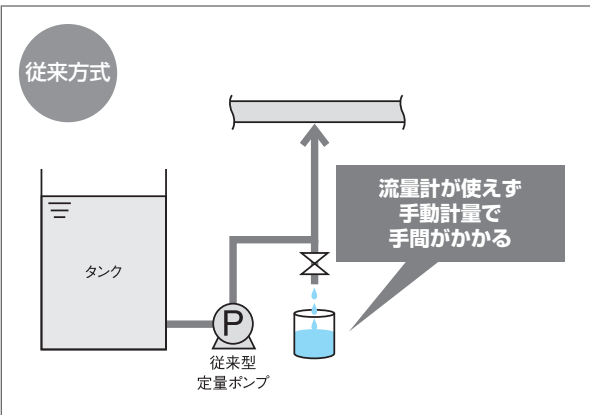 従来方式
流量計が使えず
手動計量で
手間がかかる
タンク
P
従来型
定量ポンプ